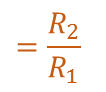 = R₂/R₁